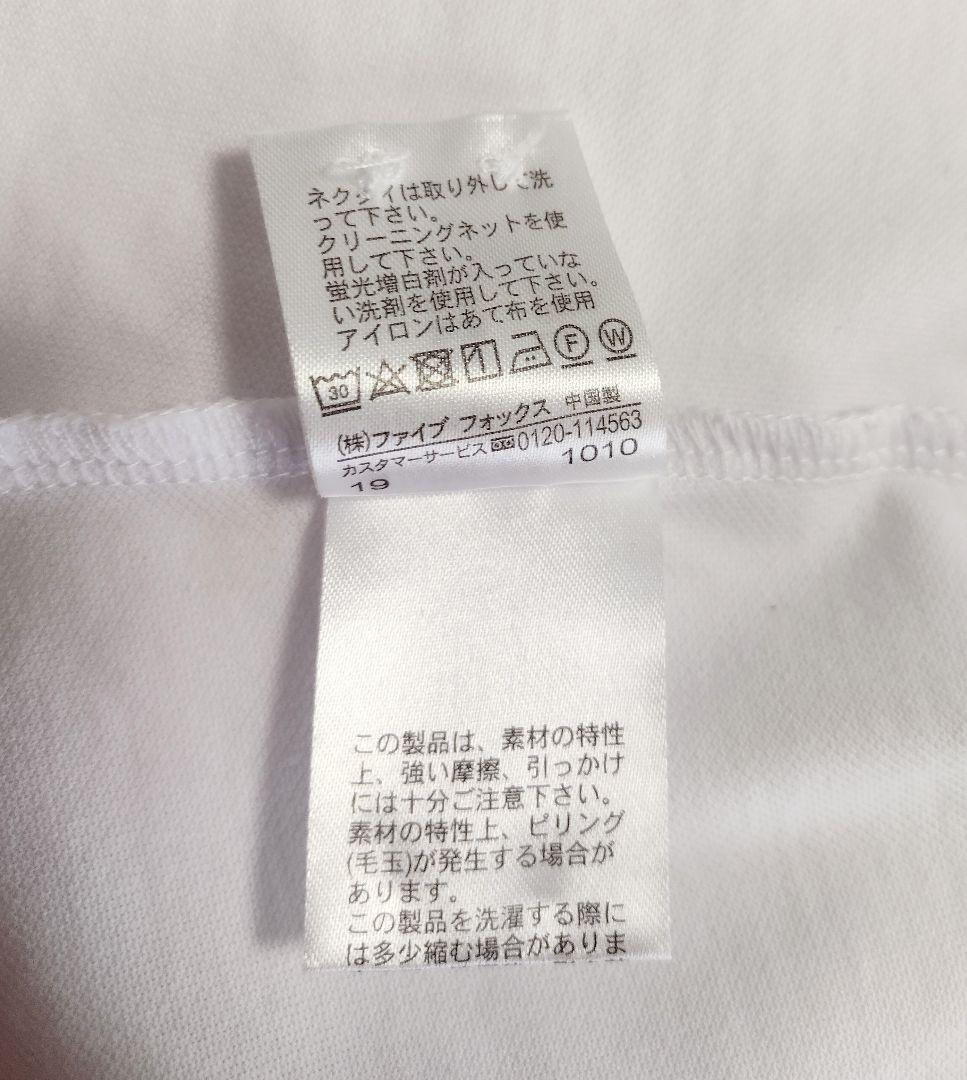 ネクタイは取り外して洗
って下さい。
クリーニングネットを使
用して下さい。
蛍光増白剤が入っていな
い洗剤を使用して下さい。
アイロンはあて布を使用
30 F W
(株)ファイブ フォックス 中国製
カスタマーサービス 0120-114563
19 1010
この製品は、素材の特性
上、強い摩擦、引っかけ
には十分ご注意下さい。
素材の特性上、ピリング
(毛玉)が発生する場合が
あります。
この製品を洗濯する際に
は多少縮む場合がありま